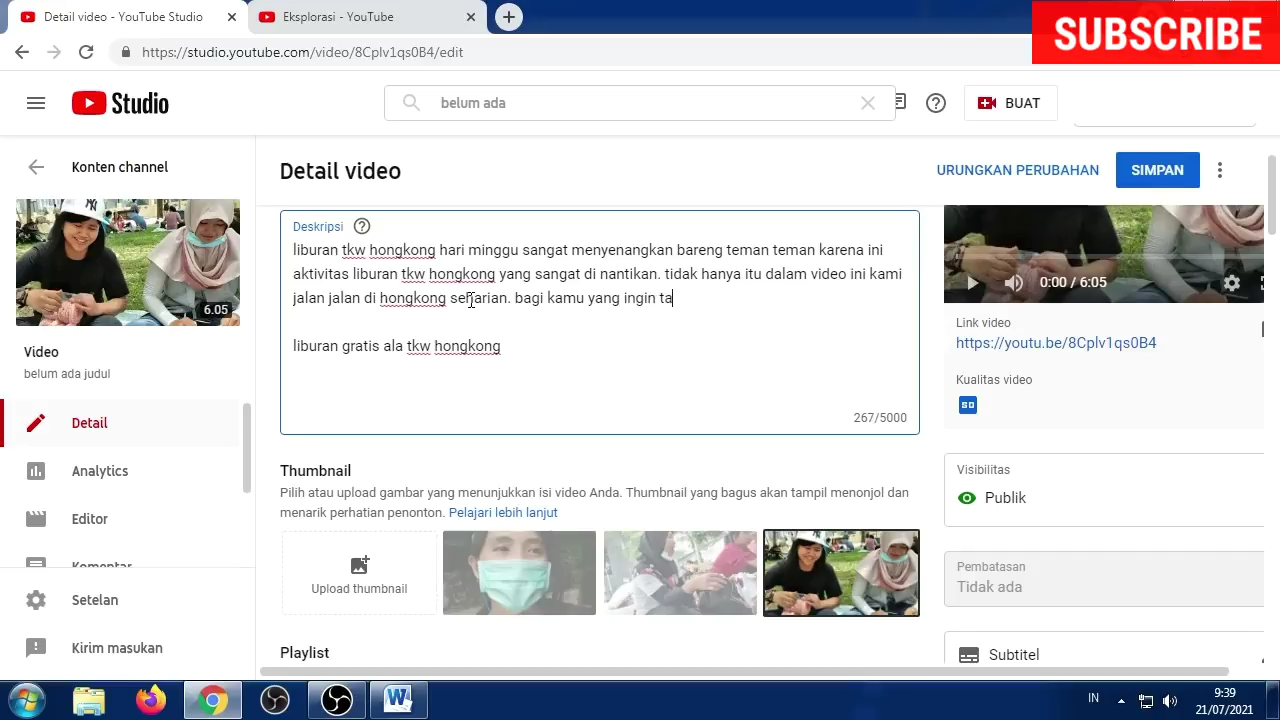 Detail video - YouTube Studio
Eksplorasi - YouTube
https://studio.youtube.com/video/8Cplv1qs0B4/edit
SUBSCRIBE
Studio
belum ada
BUAT
Konten channel
Detail video
URUNGKAN PERUBAHAN
SIMPAN
6.05
Video
belum ada judul
Detail
Analytics
Editor
Komentar
Setelan
Kirim masukan
Deskripsi
liburan tkw hongkong hari minggu sangat menyenangkan bareng teman teman karena ini
aktivitas liburan tkw hongkong yang sangat di nantikan. tidak hanya itu dalam video ini kami
jalan jalan di hongkong seharian. bagi kamu yang ingin ta
liburan gratis ala tkw hongkong
267/5000
Thumbnail
Pilih atau upload gambar yang menunjukkan isi video Anda. Thumbnail yang bagus akan tampil menonjol dan
menarik perhatian penonton. Pelajari lebih lanjut
Upload thumbnail
Playlist
0:00 / 6:05
Link video
https://youtu.be/8Cplv1qs0B4
Kualitas video
SD
Visibilitas
Publik
Pembatasan
Tidak ada
Subtitel
IN
9:39
21/07/2021